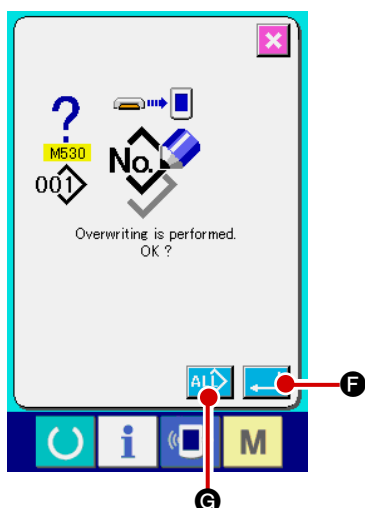 ?
M530
No.
001
Overwriting is performed.
OK ?
ALL
F
i
M
G